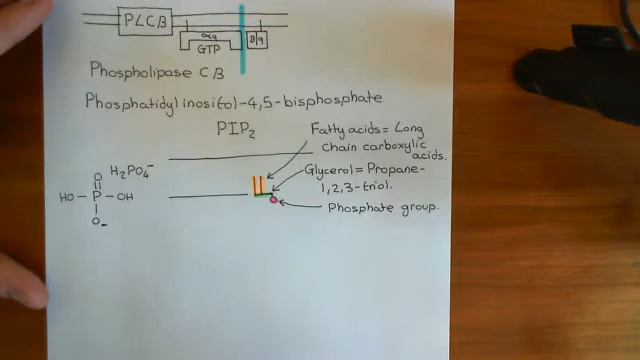 PLCβ
αq
GTP
β γ
Phospholipase Cβ
Phosphatidylinositol-4,5-bisphosphate
PIP2
Fatty acids = Long
Chain carboxylic
acids.
Glycerol = Propane-
1,2,3-triol.
Phosphate group.
H2PO4-
O
HO-P-OH
O-